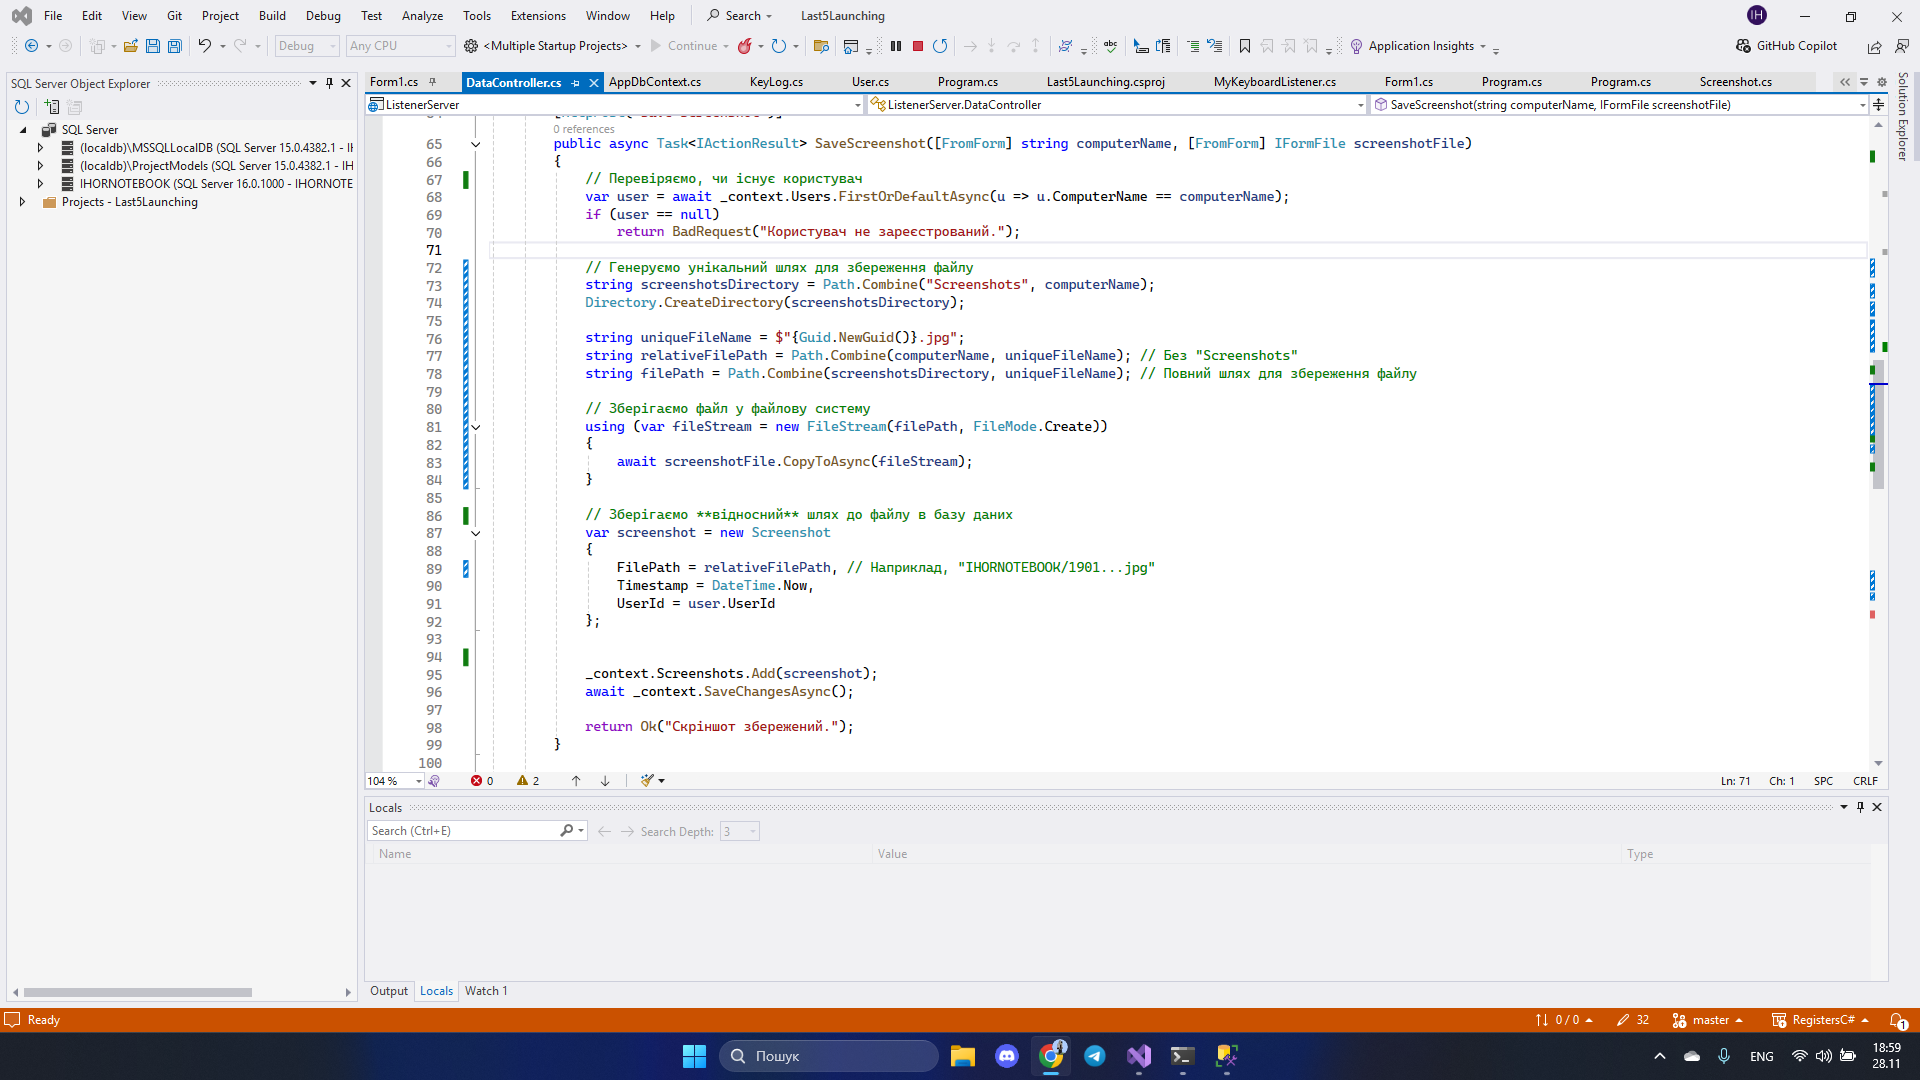 File Edit View Git Project Build Debug Test Analyze Tools Extensions Window Help Search Last5Launching IH
Debug Any CPU <Multiple Startup Projects> Continue Application Insights GitHub Copilot
SQL Server Object Explorer
SQL Server
(localdb)\MSSQLLocalDB (SQL Server 15.0.4382.1 - IH
(localdb)\ProjectModels (SQL Server 15.0.4382.1 - IH
IHORNOTEBOOK (SQL Server 16.0.1000 - IHORNOTE
Projects - Last5Launching
Form1.cs DataController.cs AppDbContext.cs KeyLog.cs User.cs Program.cs Last5Launching.csproj MyKeyboardListener.cs Form1.cs Program.cs Program.cs Screenshot.cs
Solution Explorer
ListenerServer ListenerServer.DataController SaveScreenshot(string computerName, IFormFile screenshotFile)
0 references
65 public async Task<IActionResult> SaveScreenshot([FromForm] string computerName, [FromForm] IFormFile screenshotFile)
66 {
67 // Перевіряємо, чи існує користувач
68 var user = await _context.Users.FirstOrDefaultAsync(u => u.ComputerName == computerName);
69 if (user == null)
70 return BadRequest("Користувач не зареєстрований.");
71
72 // Генеруємо унікальний шлях для збереження файлу
73 string screenshotsDirectory = Path.Combine("Screenshots", computerName);
74 Directory.CreateDirectory(screenshotsDirectory);
75
76 string uniqueFileName = $"{Guid.NewGuid()}.jpg";
77 string relativeFilePath = Path.Combine(computerName, uniqueFileName); // Без "Screenshots"
78 string filePath = Path.Combine(screenshotsDirectory, uniqueFileName); // Повний шлях для збереження файлу
79
80 // Зберігаємо файл у файлову систему
81 using (var fileStream = new FileStream(filePath, FileMode.Create))
82 {
83 await screenshotFile.CopyToAsync(fileStream);
84 }
85
86 // Зберігаємо **відносний** шлях до файлу в базу даних
87 var screenshot = new Screenshot
88 {
89 FilePath = relativeFilePath, // Наприклад, "IHORNOTEBOOK/1901...jpg"
90 Timestamp = DateTime.Now,
91 UserId = user.UserId
92 };
93
94
95 _context.Screenshots.Add(screenshot);
96 await _context.SaveChangesAsync();
97
98 return Ok("Скріншот збережений.");
99 }
100
104 % 0 2 Ln: 71 Ch: 1 SPC CRLF
Locals
Search (Ctrl+E) Search Depth: 3
Name Value Type
Output Locals Watch 1
Ready 0 / 0 32 master RegistersC# 1
Пошук ENG 18:59
28.11